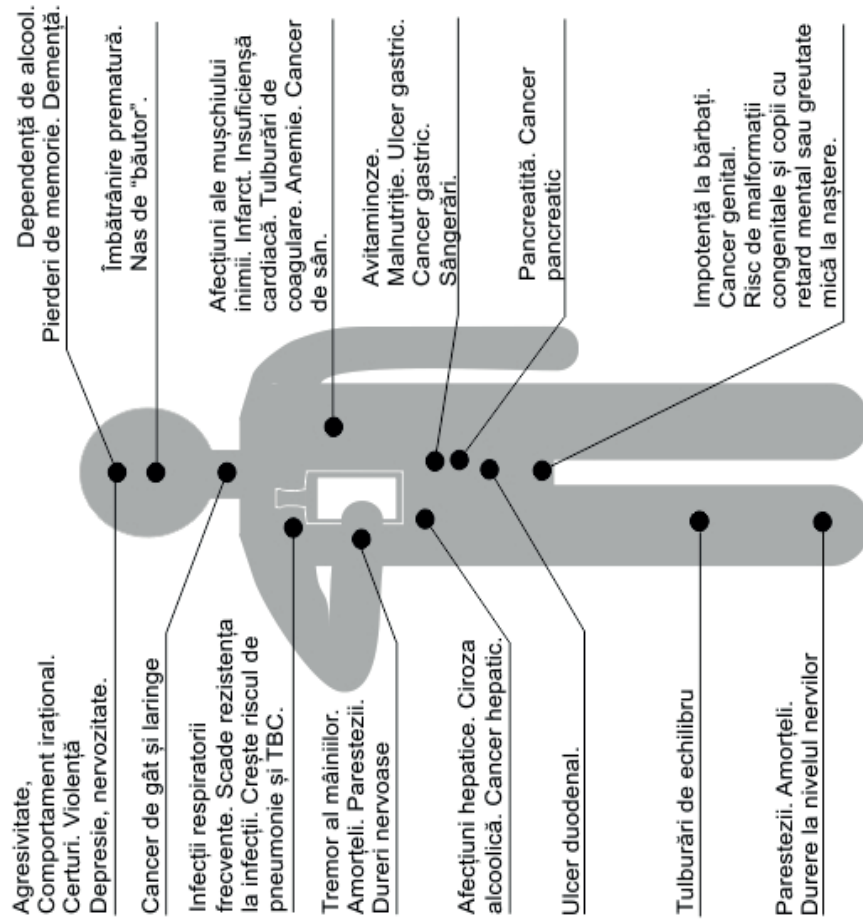 Agresivitate,
Comportament irațional.
Certuri. Violență
Depresie, nervozitate.
Cancer de gât și laringe
Infecții respiratorii
frecvente. Scade rezistența
la infecții. Crește riscul de
pneumonie și TBC.
Tremor al mâiniilor.
Amorțeli. Parestezii.
Dureri nervoase
Afecțiuni hepatice. Ciroza
alcoolică. Cancer hepatic.
Ulcer duodenal.
Tulburări de echilibru
Parestezii. Amorțeli.
Durere la nivelul nervilor
Dependență de alcool.
Pierderi de memorie. Demență.
Îmbătrânire prematură.
Nas de "băutor".
Afecțiuni ale mușchiului
inimii. Infarct. Insuficiensă
cardiacă. Tulburări de
coagulare. Anemie. Cancer
de sân.
Avitaminoze.
Malnutriție. Ulcer gastric.
Cancer gastric.
Sângerări.
Pancreatită. Cancer
pancreatic
Impotență la bărbați.
Cancer genital.
Risc de malformații
congenitale și copii cu
retard mental sau greutate
mică la naștere.